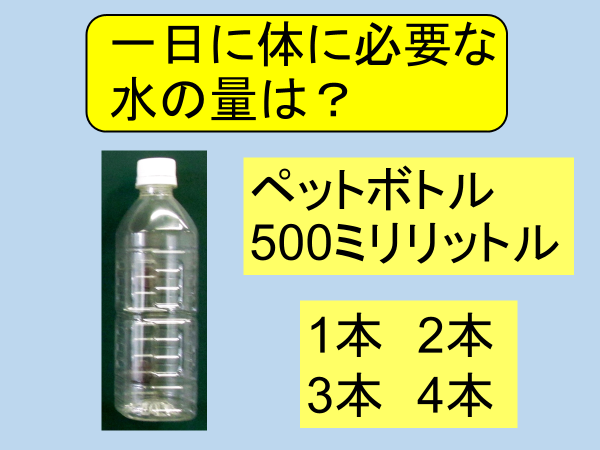 一日に体に必要な
水の量は？
ペットボトル
500ミリリットル
1本 2本
3本 4本